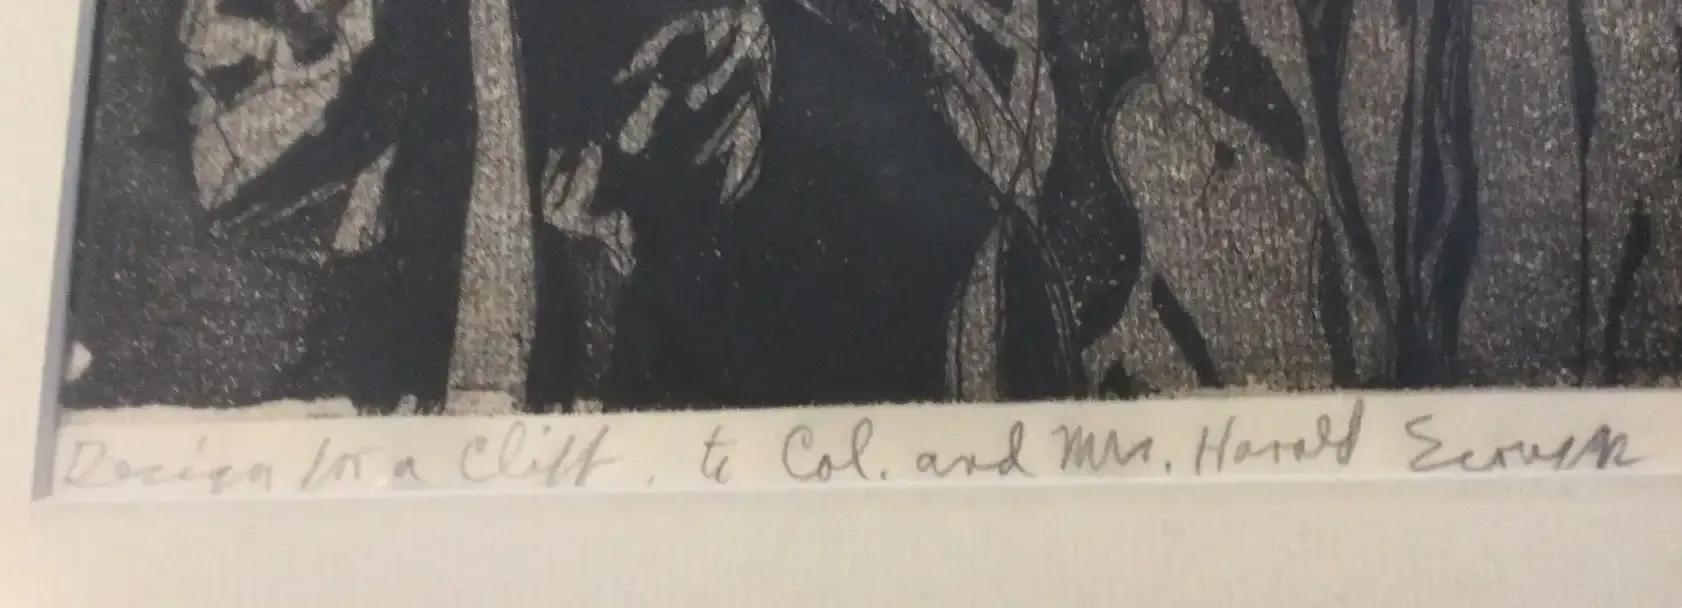 Design for a Cliff. to Col. and Mrs. Harold